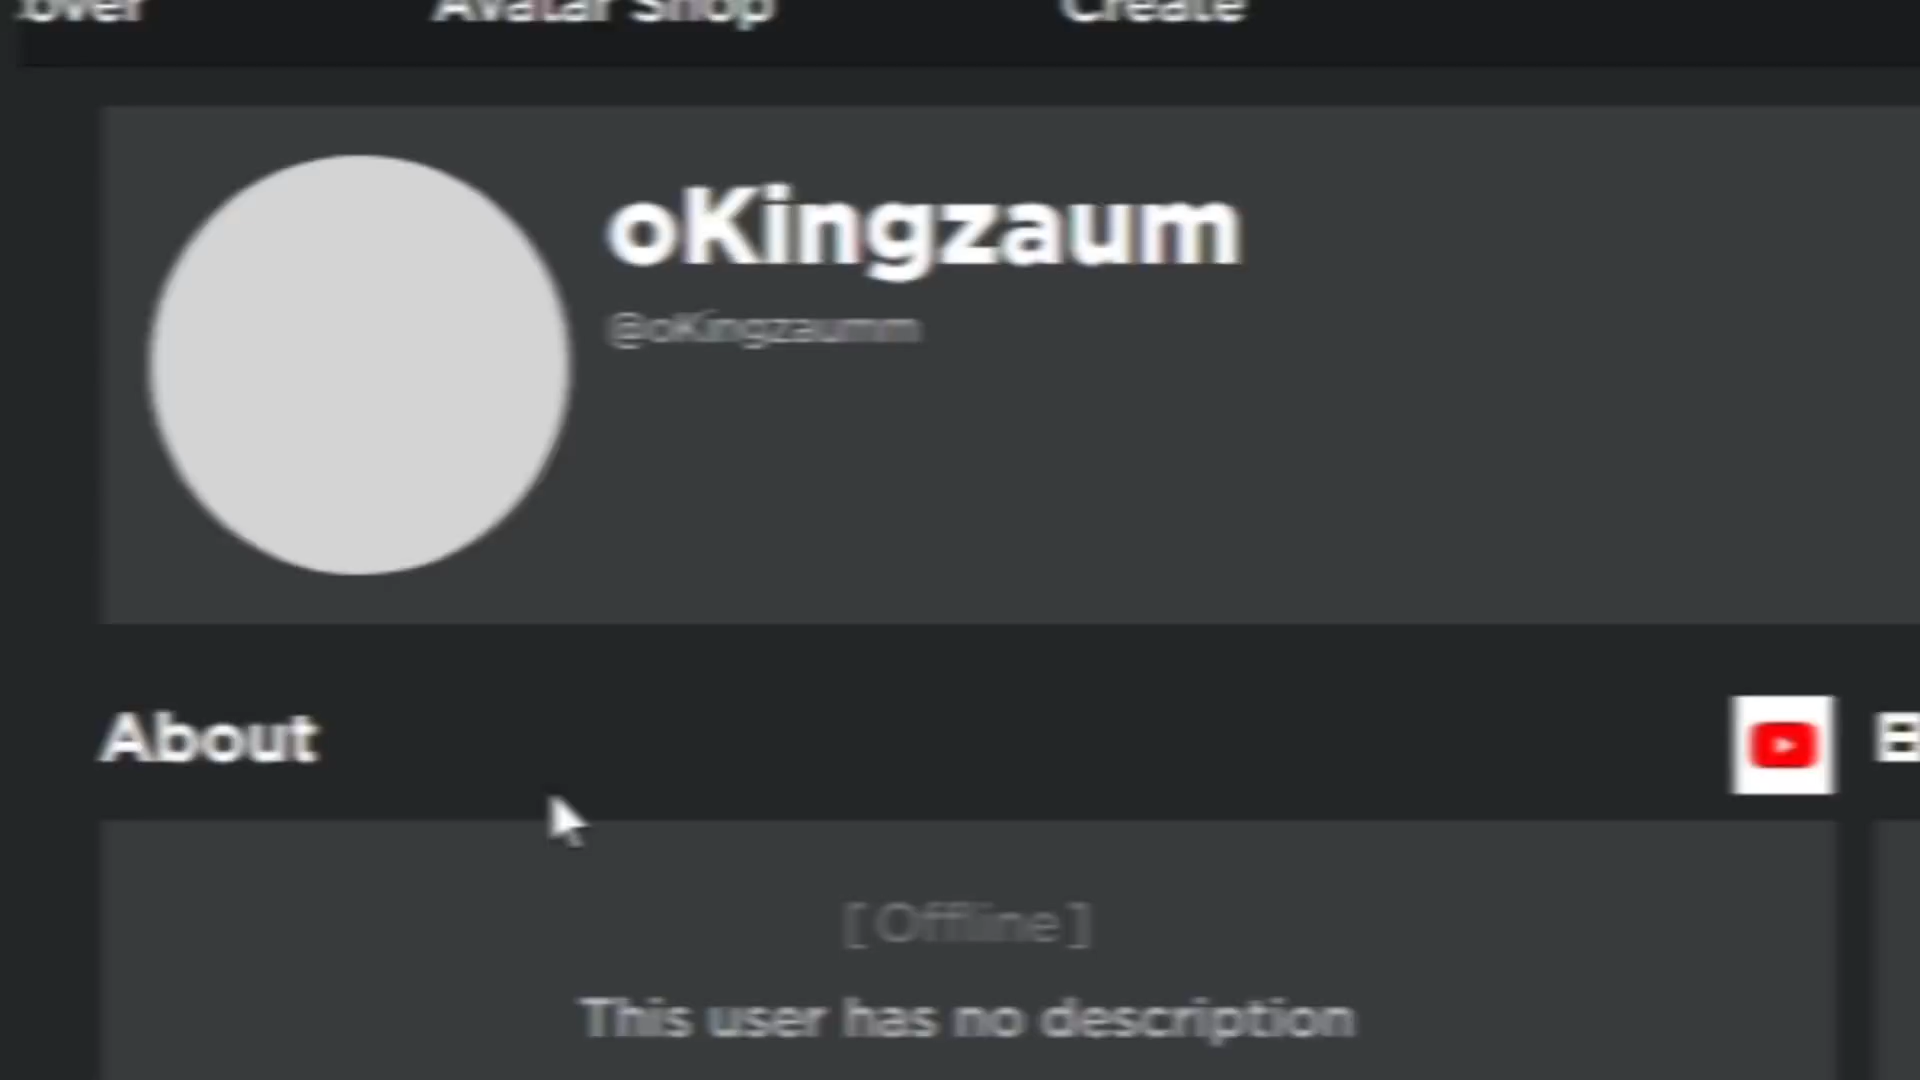 Avatar Shop
Create
oKingzaum
@oKingzaumm
About
[ Offline ]
This user has no description